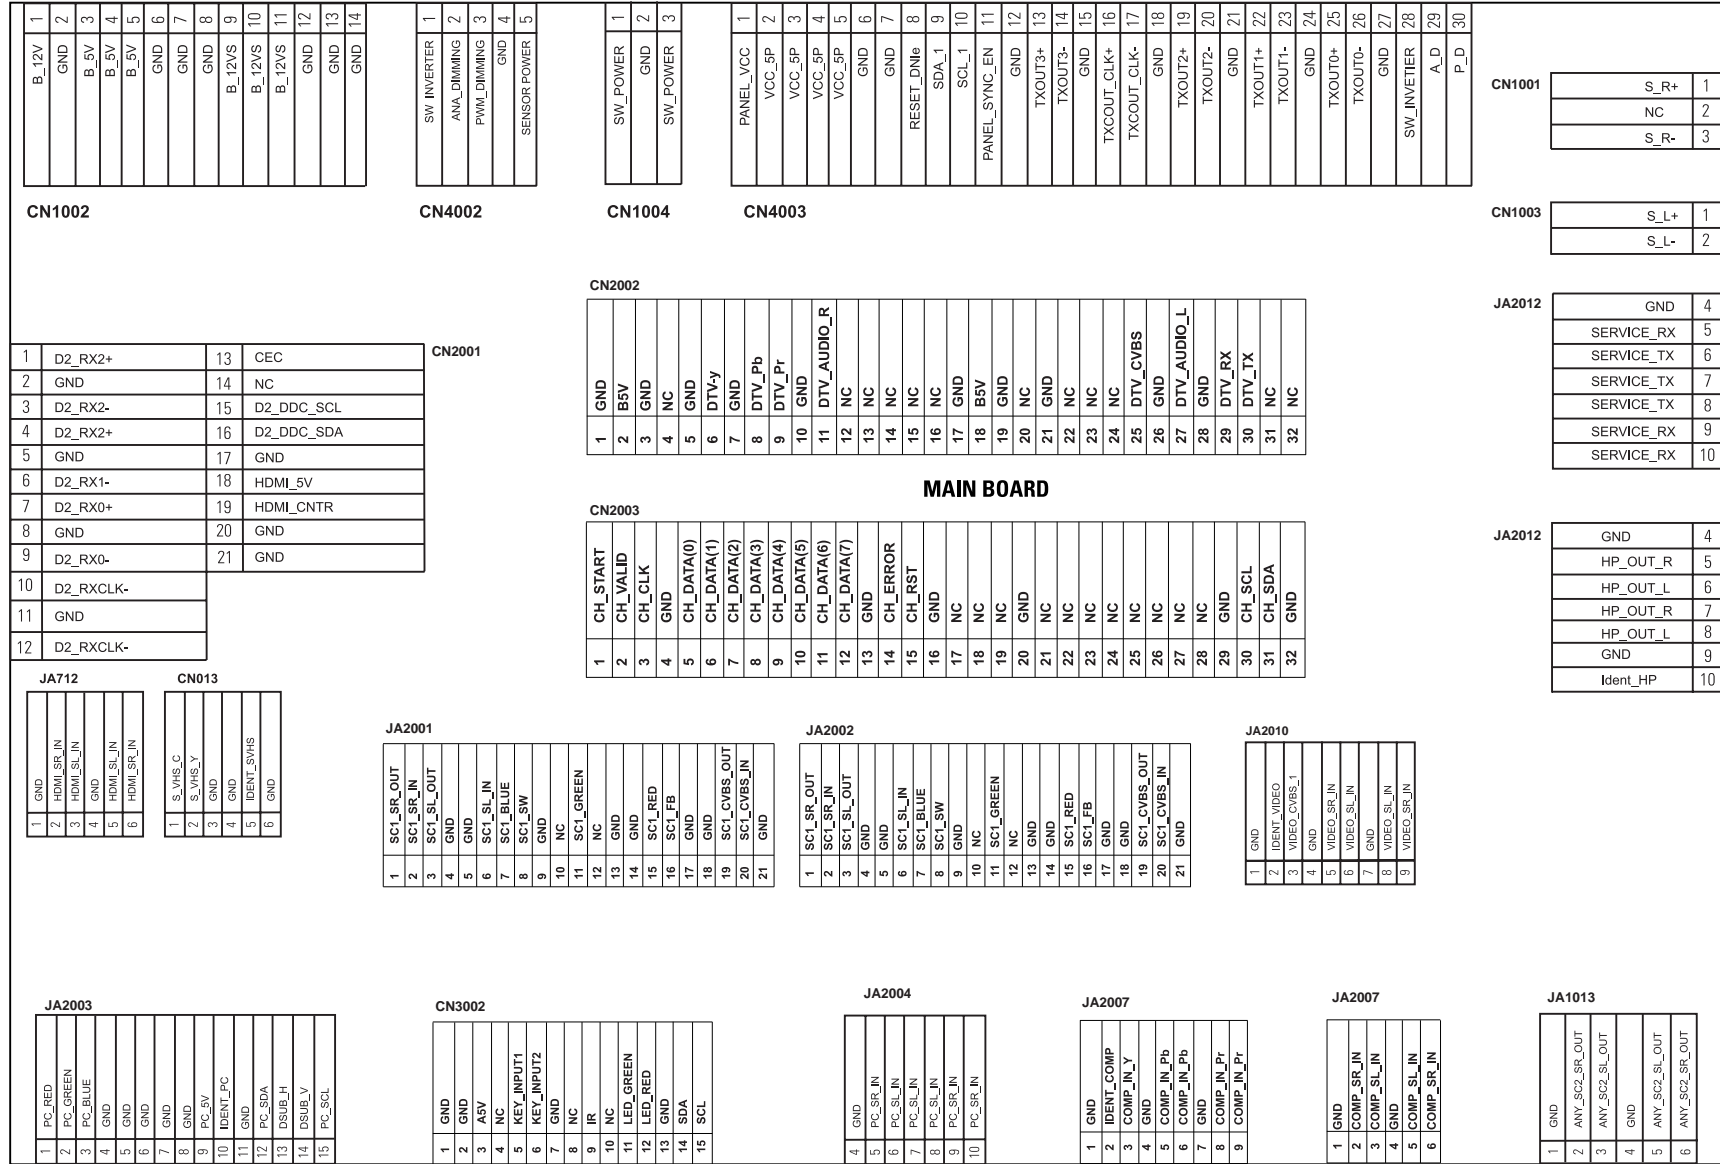 1 B_12V
2 GND
3 B_5V
4 B_5V
5 B_5V
6 GND
7 GND
8 GND
9 B_12VS
10 B_12VS
11 B_12VS
12 GND
13 GND
14 GND
CN1002
1 SW INVERTER
2 ANA_DIMMING
3 PWM_DIMMING
4 GND
5 SENSOR POWER
CN4002
1 SW_POWER
2 GND
3 SW_POWER
CN1004
1 PANEL_VCC
2 VCC_5P
3 VCC_5P
4 VCC_5P
5 VCC_5P
6 GND
7 GND
8 RESET_DNIe
9 SDA_1
10 SCL_1
11 PANEL_SYNC_EN
12 GND
13 TXOUT3+
14 TXOUT3-
15 GND
16 TXCOUT_CLK+
17 TXCOUT_CLK-
18 GND
19 TXOUT2+
20 TXOUT2-
21 GND
22 TXOUT1+
23 TXOUT1-
24 GND
25 TXOUT0+
26 TXOUT0-
27 GND
28 SW_INVETIER
29 A_D
30 P_D
CN4003
CN1001
S_R+ 1
NC 2
S_R- 3
CN1003
S_L+ 1
S_L- 2
CN2002
1 GND
2 B5V
3 GND
4 NC
5 GND
6 DTV-y
7 GND
8 DTV_Pb
9 DTV_Pr
10 GND
11 DTV_AUDIO_R
12 NC
13 NC
14 NC
15 NC
16 NC
17 GND
18 B5V
19 GND
20 NC
21 GND
22 NC
23 NC
24 NC
25 DTV_CVBS
26 GND
27 DTV_AUDIO_L
28 GND
29 DTV_RX
30 DTV_TX
31 NC
32 NC
JA2012
GND 4
SERVICE_RX 5
SERVICE_TX 6
SERVICE_TX 7
SERVICE_TX 8
SERVICE_RX 9
SERVICE_RX 10
CN2001
1 D2_RX2+ 13 CEC
2 GND 14 NC
3 D2_RX2- 15 D2_DDC_SCL
4 D2_RX2+ 16 D2_DDC_SDA
5 GND 17 GND
6 D2_RX1- 18 HDMI_5V
7 D2_RX0+ 19 HDMI_CNTR
8 GND 20 GND
9 D2_RX0- 21 GND
10 D2_RXCLK-
11 GND
12 D2_RXCLK-
MAIN BOARD
CN2003
1 CH_START
2 CH_VALID
3 CH_CLK
4 GND
5 CH_DATA(0)
6 CH_DATA(1)
7 CH_DATA(2)
8 CH_DATA(3)
9 CH_DATA(4)
10 CH_DATA(5)
11 CH_DATA(6)
12 CH_DATA(7)
13 GND
14 CH_ERROR
15 CH_RST
16 GND
17 NC
18 NC
19 NC
20 GND
21 NC
22 NC
23 NC
24 NC
25 NC
26 NC
27 NC
28 NC
29 GND
30 CH_SCL
31 CH_SDA
32 GND
JA2012
GND 4
HP_OUT_R 5
HP_OUT_L 6
HP_OUT_R 7
HP_OUT_L 8
GND 9
Ident_HP 10
JA712
1 GND
2 HDMI_SR_IN
3 HDMI_SL_IN
4 GND
5 HDMI_SL_IN
6 HDMI_SR_IN
CN013
1 S_VHS_C
2 S_VHS_Y
3 GND
4 GND
5 IDENT_SVHS
6 GND
JA2001
1 SC1_SR_OUT
2 SC1_SR_IN
3 SC1_SL_OUT
4 GND
5 GND
6 SC1_SL_IN
7 SC1_BLUE
8 SC1_SW
9 GND
10 NC
11 SC1_GREEN
12 NC
13 GND
14 GND
15 SC1_RED
16 SC1_FB
17 GND
18 GND
19 SC1_CVBS_OUT
20 SC1_CVBS_IN
21 GND
JA2002
1 SC1_SR_OUT
2 SC1_SR_IN
3 SC1_SL_OUT
4 GND
5 GND
6 SC1_SL_IN
7 SC1_BLUE
8 SC1_SW
9 GND
10 NC
11 SC1_GREEN
12 NC
13 GND
14 GND
15 SC1_RED
16 SC1_FB
17 GND
18 GND
19 SC1_CVBS_OUT
20 SC1_CVBS_IN
21 GND
JA2010
1 GND
2 IDENT_VIDEO
3 VIDEO_CVBS_1
4 GND
5 VIDEO_SR_IN
6 VIDEO_SL_IN
7 GND
8 VIDEO_SL_IN
9 VIDEO_SR_IN
JA2003
1 PC_RED
2 PC_GREEN
3 PC_BLUE
4 GND
5 GND
6 GND
7 GND
8 GND
9 PC_5V
10 IDENT_PC
11 GND
12 PC_SDA
13 DSUB_H
14 DSUB_V
15 PC_SCL
CN3002
1 GND
2 GND
3 A5V
4 NC
5 KEY_INPUT1
6 KEY_INPUT2
7 GND
8 NC
9 IR
10 NC
11 LED_GREEN
12 LED_RED
13 GND
14 SDA
15 SCL
JA2004
4 GND
5 PC_SR_IN
6 PC_SL_IN
7 PC_SL_IN
8 PC_SL_IN
9 PC_SR_IN
10 PC_SR_IN
JA2007
1 GND
2 IDENT_COMP
3 COMP_IN_Y
4 GND
5 COMP_IN_Pb
6 COMP_IN_Pb
7 GND
8 COMP_IN_Pr
9 COMP_IN_Pr
JA2007
1 GND
2 COMP_SR_IN
3 COMP_SL_IN
4 GND
5 COMP_SL_IN
6 COMP_SR_IN
JA1013
1 GND
2 ANY_SC2_SR_OUT
3 ANY_SC2_SL_OUT
4 GND
5 ANY_SC2_SL_OUT
6 ANY_SC2_SR_OUT